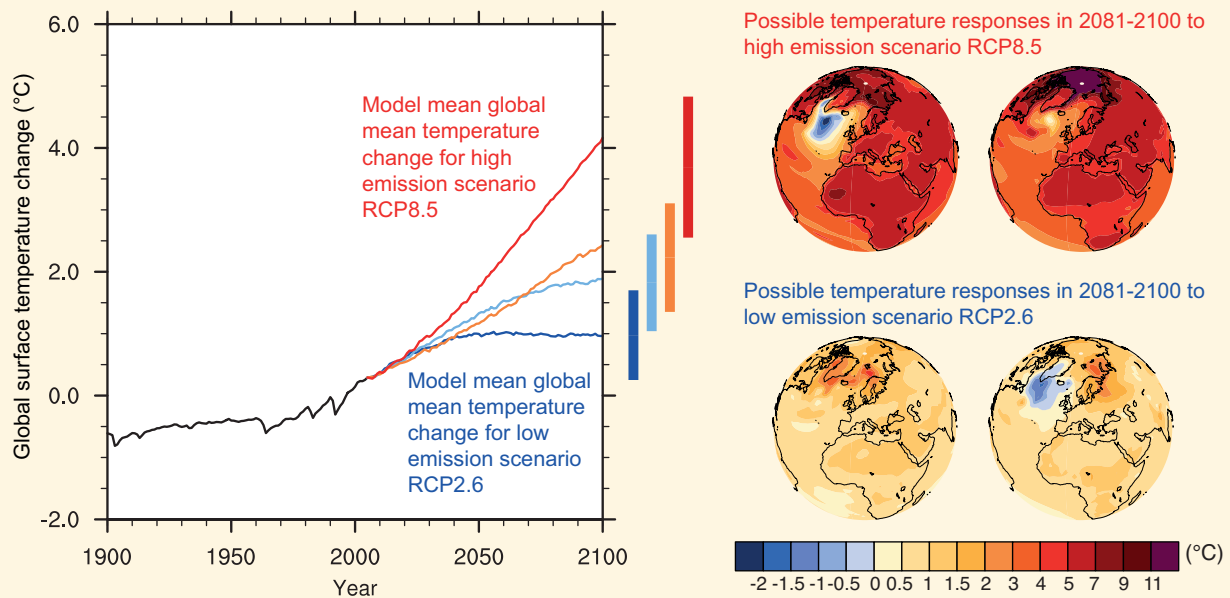 Global surface temperature change (°C)
6.0
4.0
2.0
0.0
-2.0
1900
1950
2000
2050
2100
Year
Model mean global
mean temperature
change for high
emission scenario
RCP8.5
Model mean global
mean temperature
change for low
emission scenario
RCP2.6
Possible temperature responses in 2081-2100 to
high emission scenario RCP8.5
Possible temperature responses in 2081-2100 to
low emission scenario RCP2.6
-2 -1.5 -1 -0.5 0 0.5 1 1.5 2 3 4 5 7 9 11 (°C)